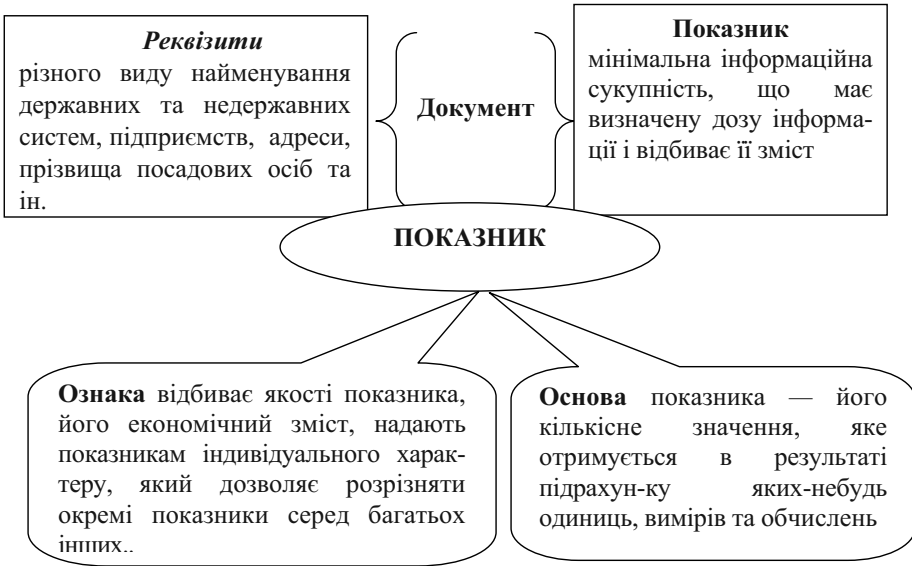 Реквізити
різного виду найменування
державних та недержавних
систем, підприємств, адреси,
прізвища посадових осіб та
ін.
Документ
Показник
мінімальна інформаційна
сукупність, що має
визначену дозу інформа-
ції і відбиває її зміст
ПОКАЗНИК
Ознака відбиває якості показника,
його економічний зміст, надають
показникам індивідуального харак-
теру, який дозволяє розрізняти
окремі показники серед багатьох
інших..
Основа показника — його
кількісне значення, яке
отримується в результаті
підрахун-ку яких-небудь
одиниць, вимірів та обчислень